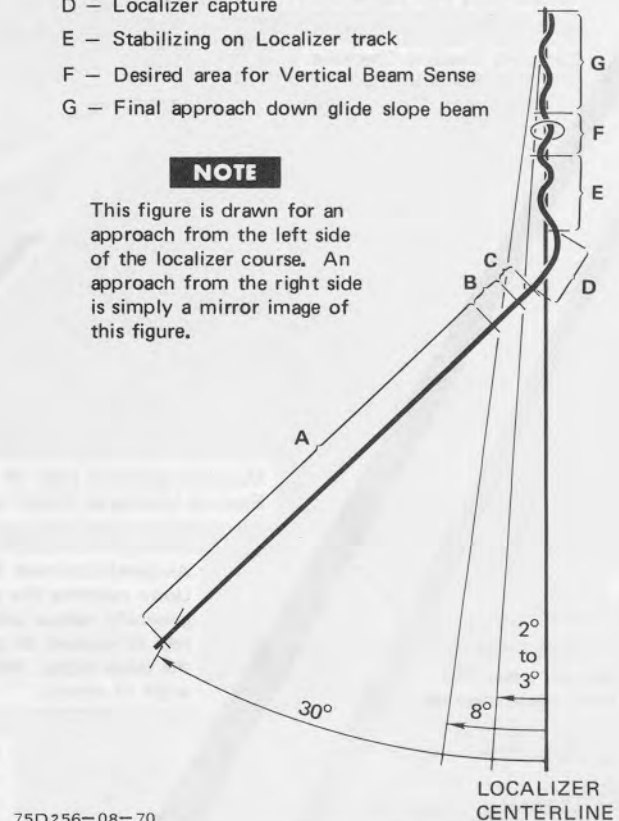 D – Localizer capture
E – Stabilizing on Localizer track
F – Desired area for Vertical Beam Sense
G – Final approach down glide slope beam
NOTE
This figure is drawn for an
approach from the left side
of the localizer course. An
approach from the right side
is simply a mirror image of
this figure.
G
F
E
D
C
B
A
2°
to
3°
8°
30°
LOCALIZER
CENTERLINE
75D256–08–70